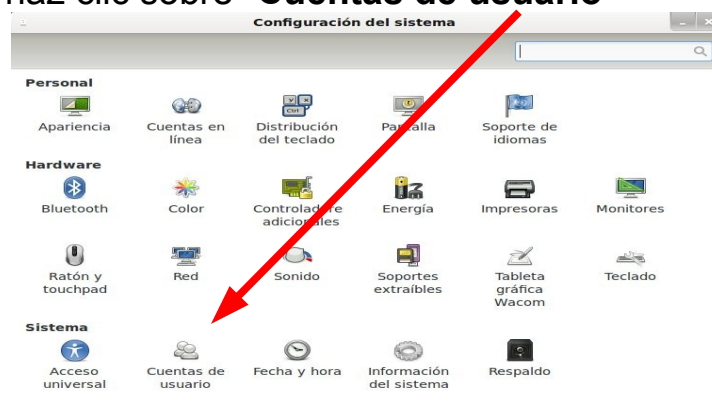 haz clic sobre "Cuentas de usuario"
Configuración del sistema
Personal
Apariencia
Cuentas en
línea
Distribución
del teclado
Pantalla
Soporte de
idiomas
Hardware
Bluetooth
Color
Controladore
adicionales
Energía
Impresoras
Monitores
Ratón y
touchpad
Red
Sonido
Soportes
extraíbles
Tableta
gráfica
Wacom
Teclado
Sistema
Acceso
universal
Cuentas de
usuario
Fecha y hora
Información
del sistema
Respaldo